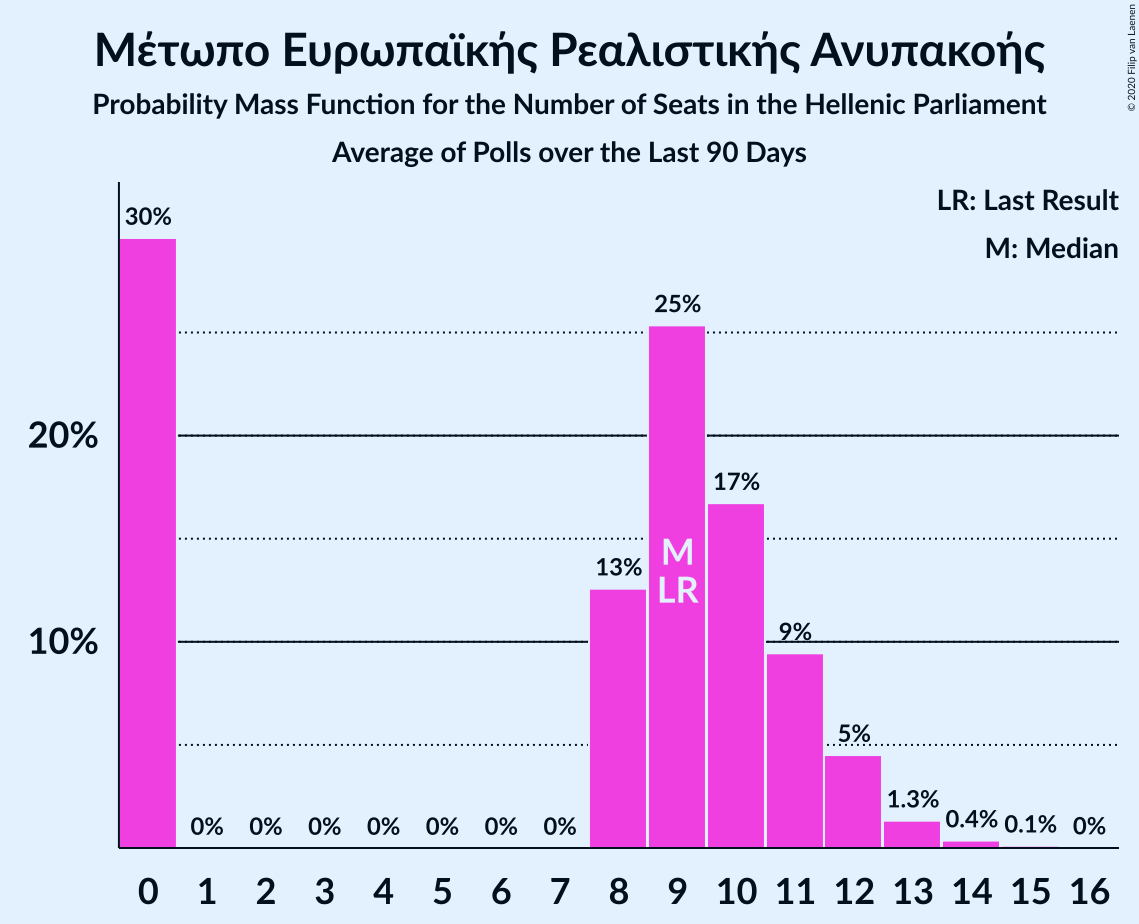 Μέτωπο Ευρωπαϊκής Ρεαλιστικής Ανυπακοής
Probability Mass Function for the Number of Seats in the Hellenic Parliament
Average of Polls over the Last 90 Days
© 2020 Filip van Laenen
LR: Last Result
M: Median
30%
25%
20%
17%
M
13%
LR
10%
9%
5%
1.3%
0.4%
0.1%
0%
0%
0%
0%
0%
0%
0%
0%
0 1 2 3 4 5 6 7 8 9 10 11 12 13 14 15 16